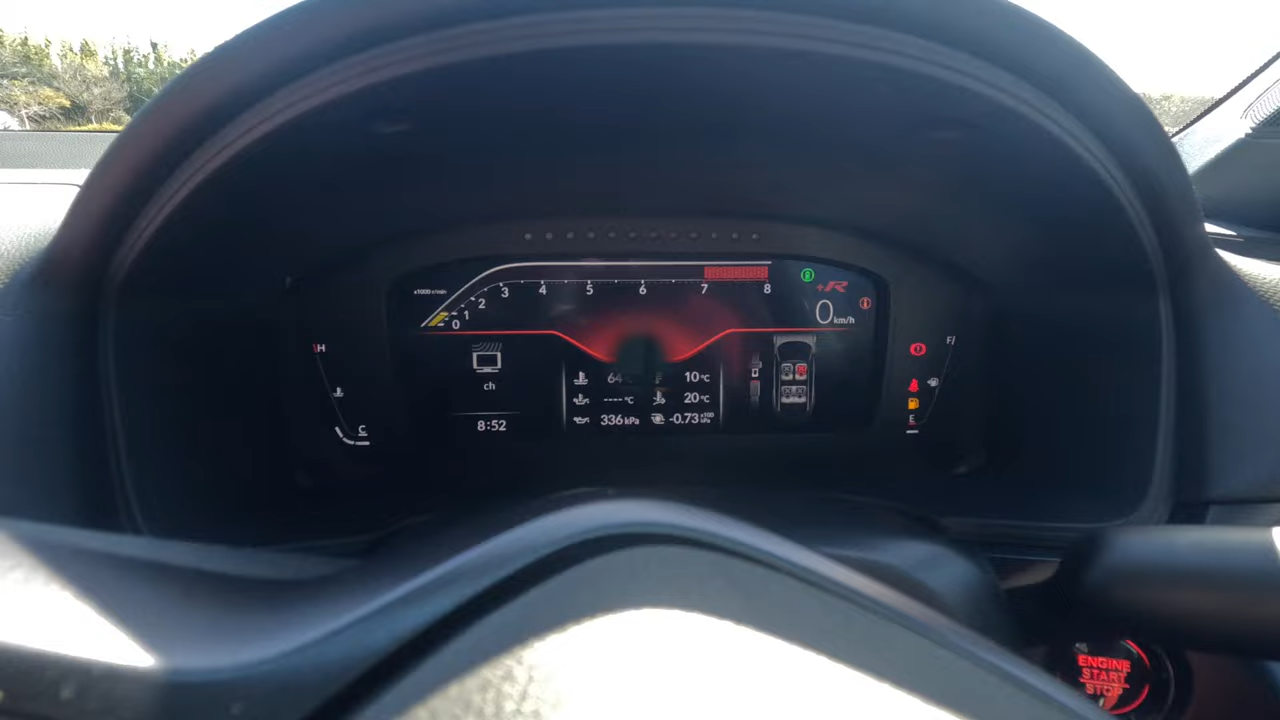 x1000 r/min
0 1 2 3 4 5 6 7 8
+R
0 km/h
H
C
ch
8:52
64
10 °C
---- °C
20 °C
336 kPa
-0.73 x100 kPa
F
E
ENGINE
START
STOP